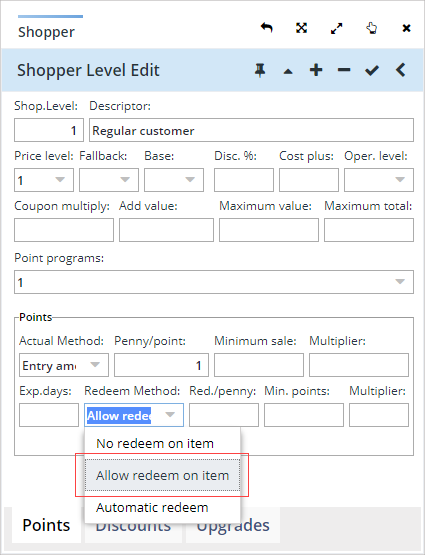 Shopper
Shopper Level Edit
Shop.Level: Descriptor:
1 Regular customer
Price level: Fallback: Base: Disc. %: Cost plus: Oper. level:
1
Coupon multiply: Add value: Maximum value: Maximum total:
Point programs:
1
Points
Actual Method: Penny/point: Minimum sale: Multiplier:
Entry am 1
Exp.days: Redeem Method: Red./penny: Min. points: Multiplier:
Allow redee
No redeem on item
Allow redeem on item
Automatic redeem
Points Discounts Upgrades